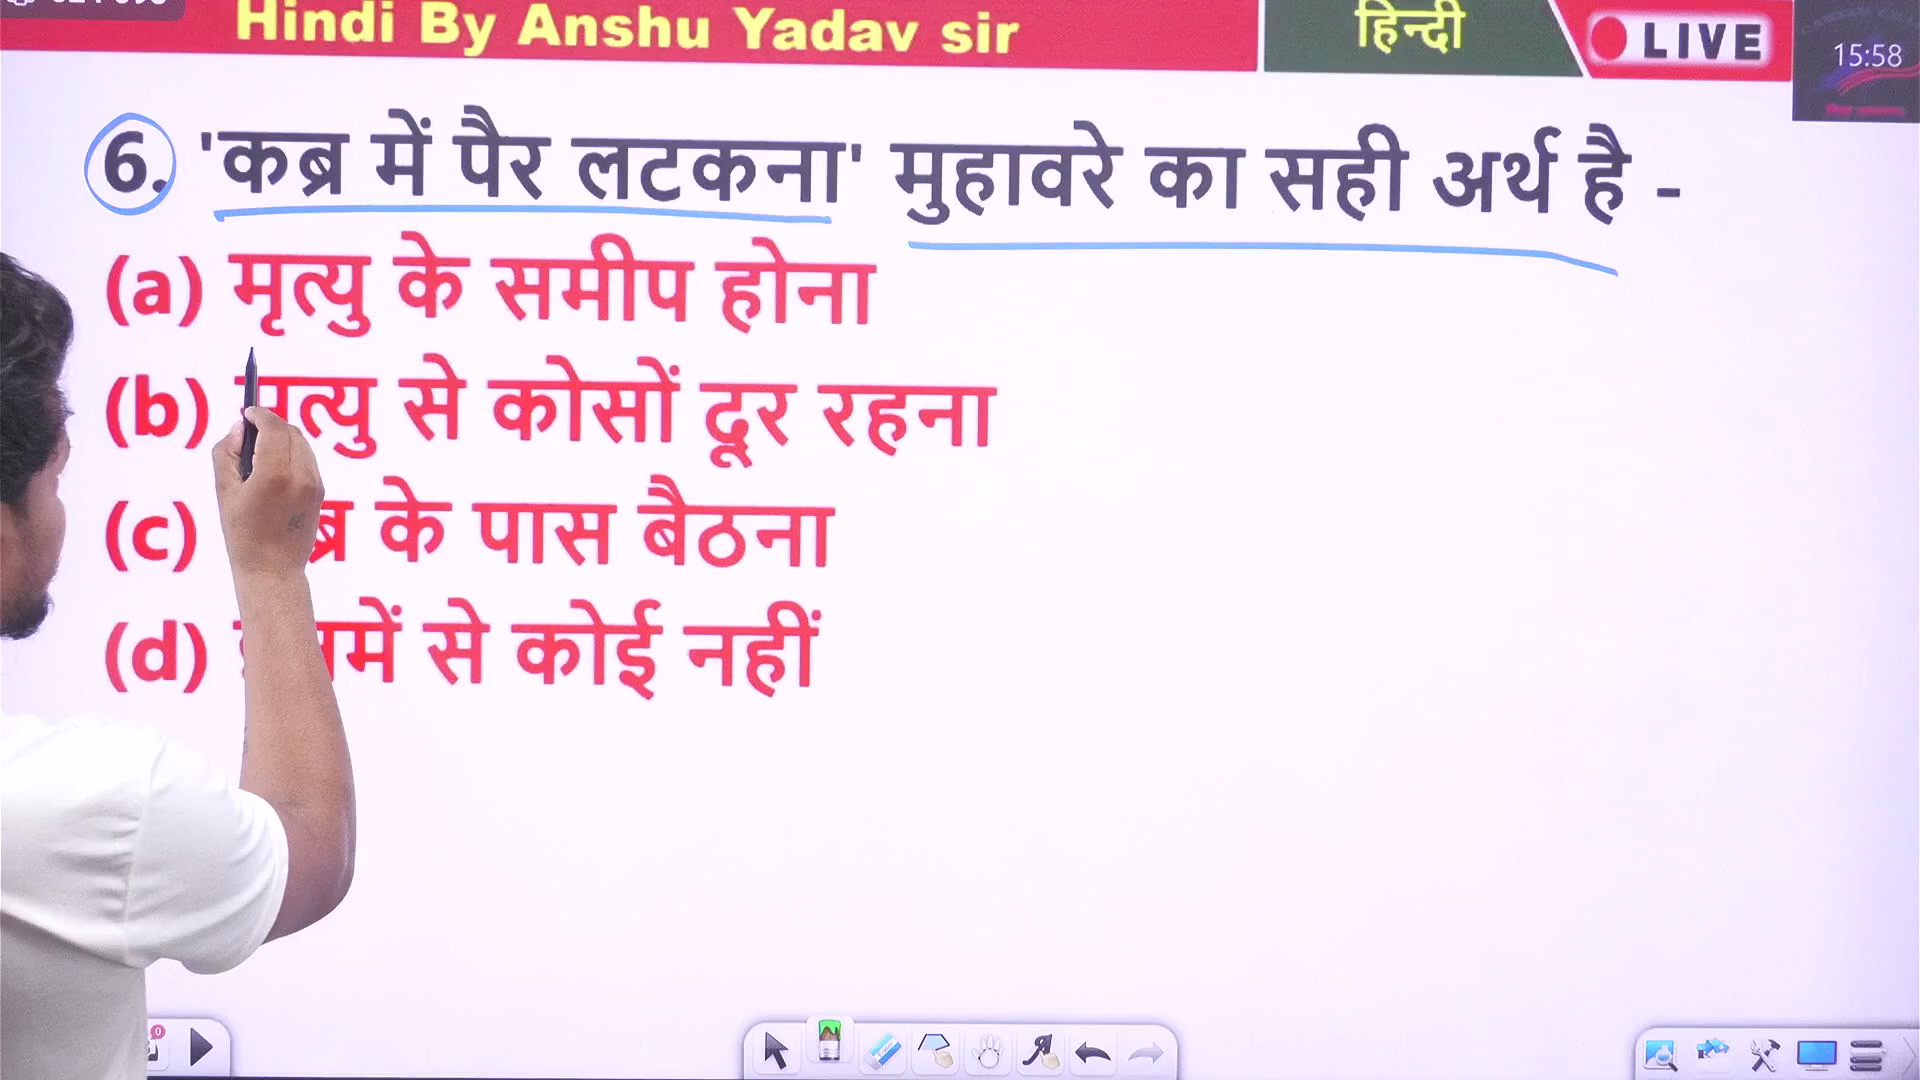 Hindi By Anshu Yadav sir
हिन्दी
LIVE
15:58
6. 'कब्र में पैर लटकना' मुहावरे का सही अर्थ है -
(a) मृत्यु के समीप होना
(b) मृत्यु से कोसों दूर रहना
(c) के पास बैठना
(d) से कोई नहीं